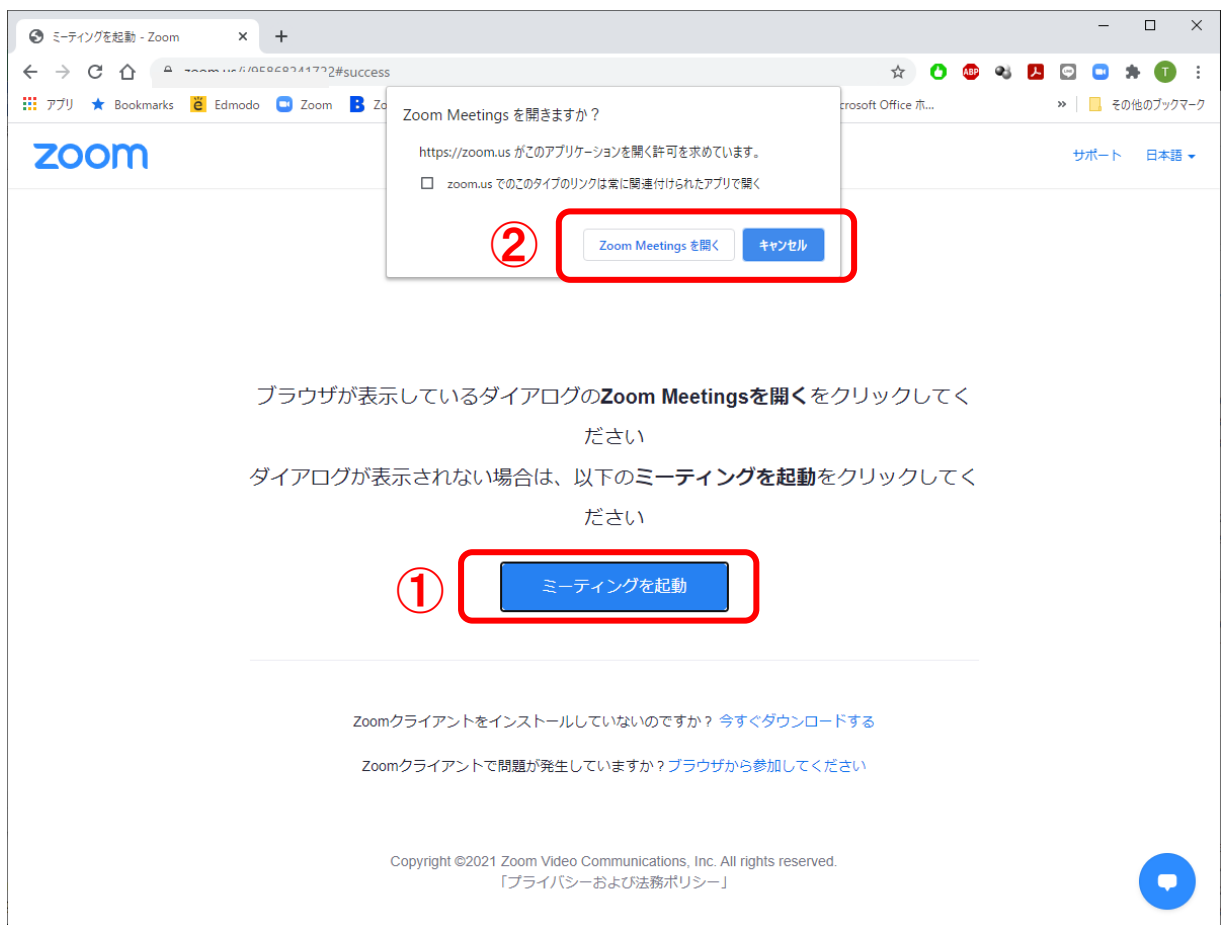 ミーティングを起動 - Zoom
zoom.us/j/95868241722#success
アプリ Bookmarks Edmodo Zoom Zo
crosoft Office ホ... » その他のブックマーク
Zoom Meetings を開きますか？
https://zoom.us がこのアプリケーションを開く許可を求めています。
zoom.us でのこのタイプのリンクは常に関連付けられたアプリで開く
② Zoom Meetings を開く キャンセル
zoom
サポート 日本語
ブラウザが表示しているダイアログのZoom Meetingsを開くをクリックしてく
ださい
ダイアログが表示されない場合は、以下のミーティングを起動をクリックしてく
ださい
① ミーティングを起動
Zoomクライアントをインストールしていないのですか？ 今すぐダウンロードする
Zoomクライアントで問題が発生していますか？ブラウザから参加してください
Copyright ©2021 Zoom Video Communications, Inc. All rights reserved.
「プライバシーおよび法務ポリシー」